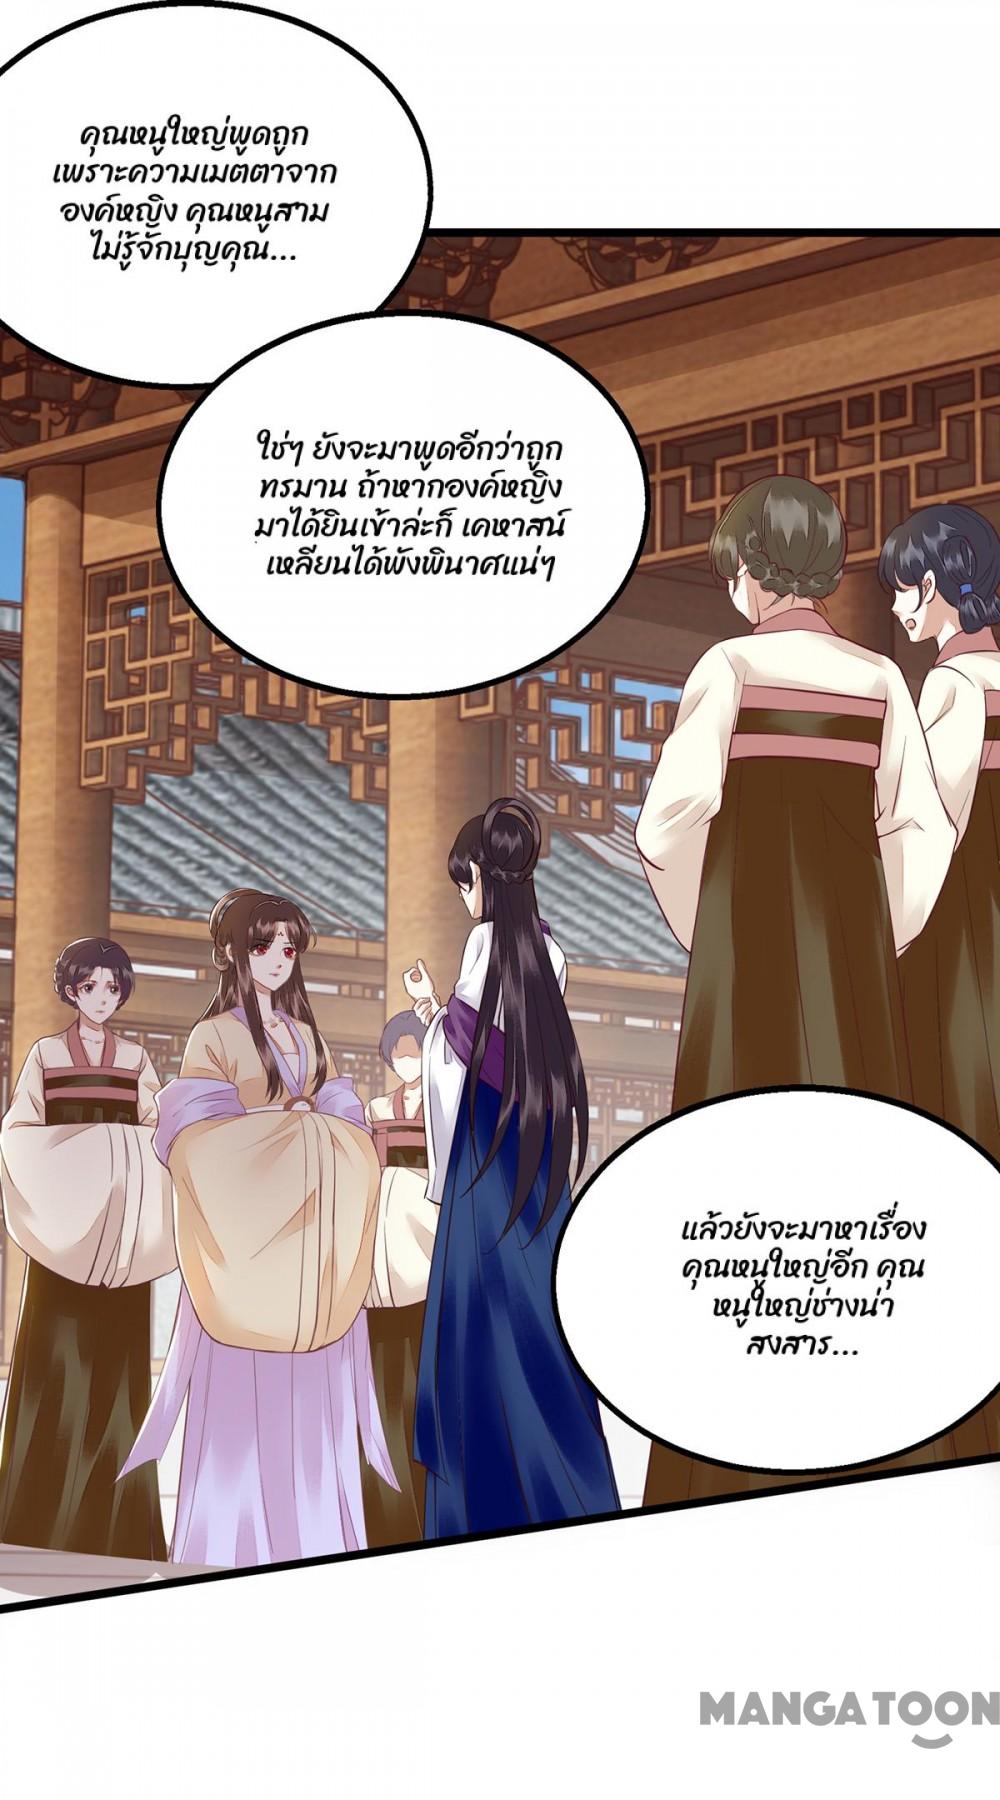 คุณหนูใหญ่พูดถูก
เพราะความเมตตาจาก
องค์หญิง คุณหนูสาม
ไม่รู้จักบุญคุณ...
ใช่ๆ ยังจะมาพูดอีกว่าถูก
ทรมาน ถ้าหากองค์หญิง
มาได้ยินเข้าล่ะก็ เคหาสน์
เหลียนได้พังพินาศแน่ๆ
แล้วยังจะมาหาเรื่อง
คุณหนูใหญ่อีก คุณ
หนูใหญ่ช่างน่า
สงสาร...
MANGATOON